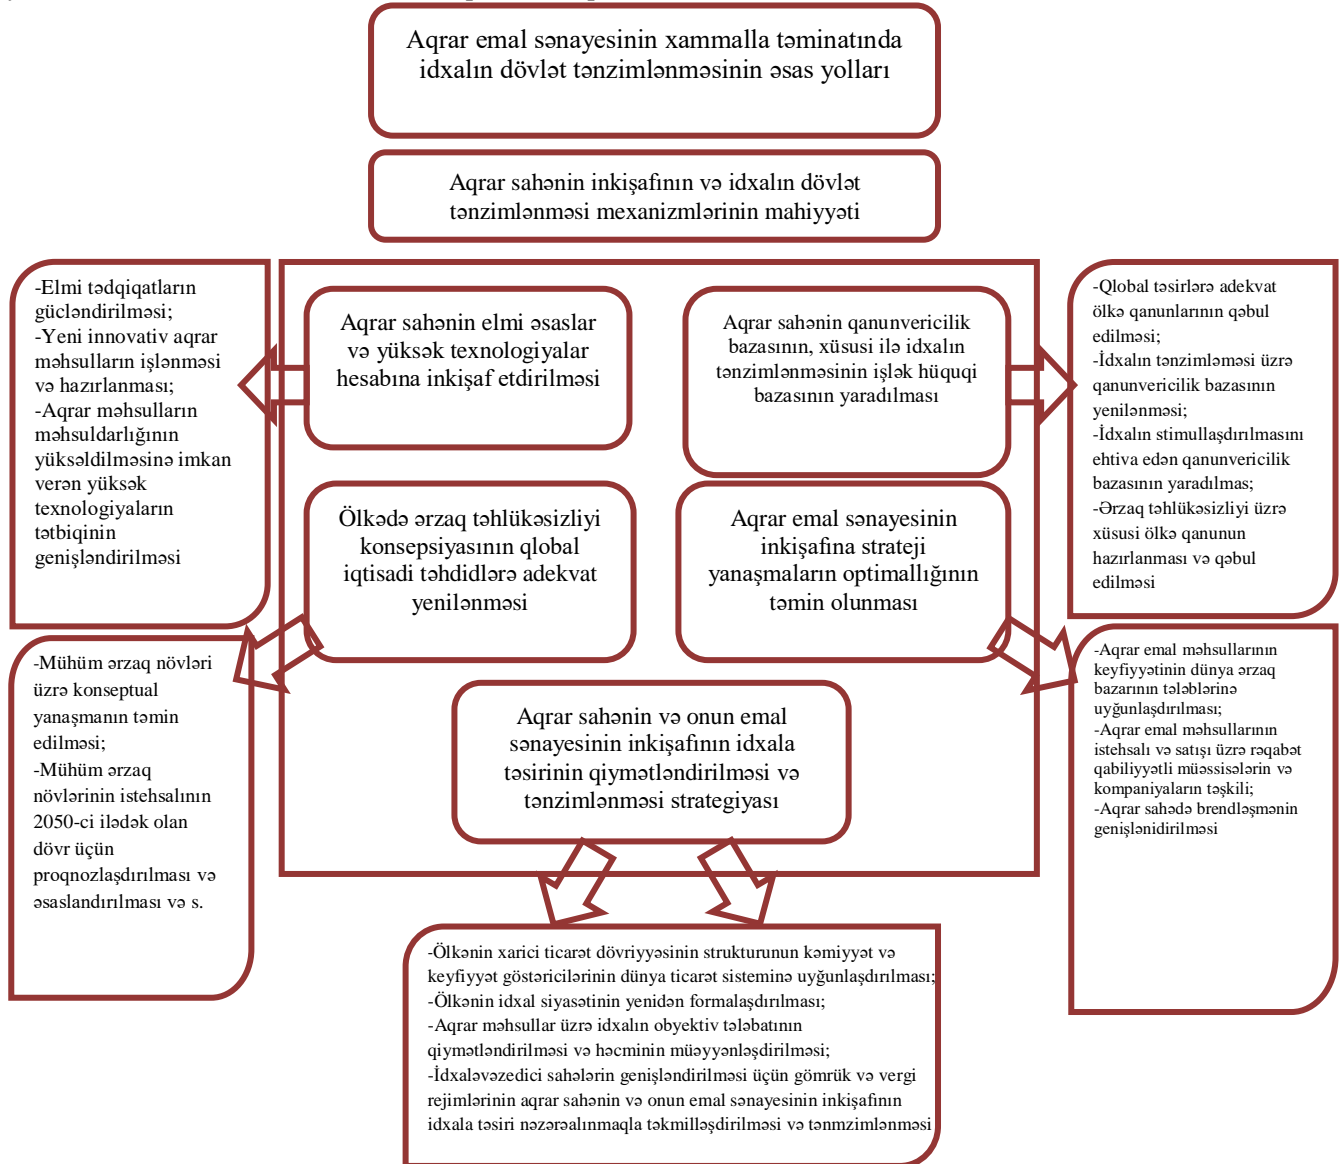 Aqrar emal sənayesinin xammalla təminatında
idxalın dövlət tənzimlənməsinin əsas yolları
Aqrar sahənin inkişafının və idxalın dövlət
tənzimlənməsi mexanizmlərinin mahiyyəti
-Elmi tədqiqatların
gücləndirilməsi;
-Yeni innovativ aqrar
məhsulların işlənməsi
və hazırlanması;
-Aqrar məhsulların
məhsuldarlığının
yüksəldilməsinə imkan
verən yüksək
texnologiyaların
tətbiqinin
genişləndirilməsi
Aqrar sahənin elmi əsaslar
və yüksək texnologiyalar
hesabına inkişaf etdirilməsi
Aqrar sahənin qanunvericilik
bazasının, xüsusi ilə idxalın
tənzimlənməsinin işlək hüquqi
bazasının yaradılması
-Qlobal təsirlərə adekvat
ölkə qanunlarının qəbul
edilməsi;
-İdxalın tənzimləməsi üzrə
qanunvericilik bazasının
yenilənməsi;
-İdxalın stimullaşdırılmasını
ehtiva edən qanunvericilik
bazasının yaradılmas;
-Ərzaq təhlükəsizliyi üzrə
xüsusi ölkə qanunun
hazırlanması və qəbul
edilməsi
Ölkədə ərzaq təhlükəsizliyi
konsepsiyasının qlobal
iqtisadi təhdidlərə adekvat
yenilənməsi
Aqrar emal sənayesinin
inkişafına strateji
yanaşmaların optimallığının
təmin olunması
-Mühüm ərzaq növləri
üzrə konseptual
yanaşmanın təmin
edilməsi;
-Mühüm ərzaq
növlərinin istehsalının
2050-ci ilədək olan
dövr üçün
proqnozlaşdırılması və
əsaslandırılması və s.
Aqrar sahənin və onun emal
sənayesinin inkişafının idxala
təsirinin qiymətləndirilməsi və
tənzimlənməsi strategiyası
-Aqrar emal məhsullarının
keyfiyyətinin dünya ərzaq
bazarının tələblərinə
uyğunlaşdırılması;
-Aqrar emal məhsullarının
istehsalı və satışı üzrə rəqabət
qabiliyyətli müəssisələrin və
kompaniyaların təşkili;
-Aqrar sahədə brendləşmənin
genişlənidirilməsi
-Ölkənin xarici ticarət dövriyyəsinin strukturunun kəmiyyət və
keyfiyyət göstəricilərinin dünya ticarət sisteminə uyğunlaşdırılması;
-Ölkənin idxal siyasətinin yenidən formalaşdırılması;
-Aqrar məhsullar üzrə idxalın obyektiv tələbatının
qiymətləndirilməsi və həcminin müəyyənləşdirilməsi;
-İdxaləvəzedici sahələrin genişləndirilməsi üçün gömrük və vergi
rejimlərinin aqrar sahənin və onun emal sənayesinin inkişafının
idxala təsiri nəzərəalınmaqla təkmilləşdirilməsi və tənmzimlənməsi